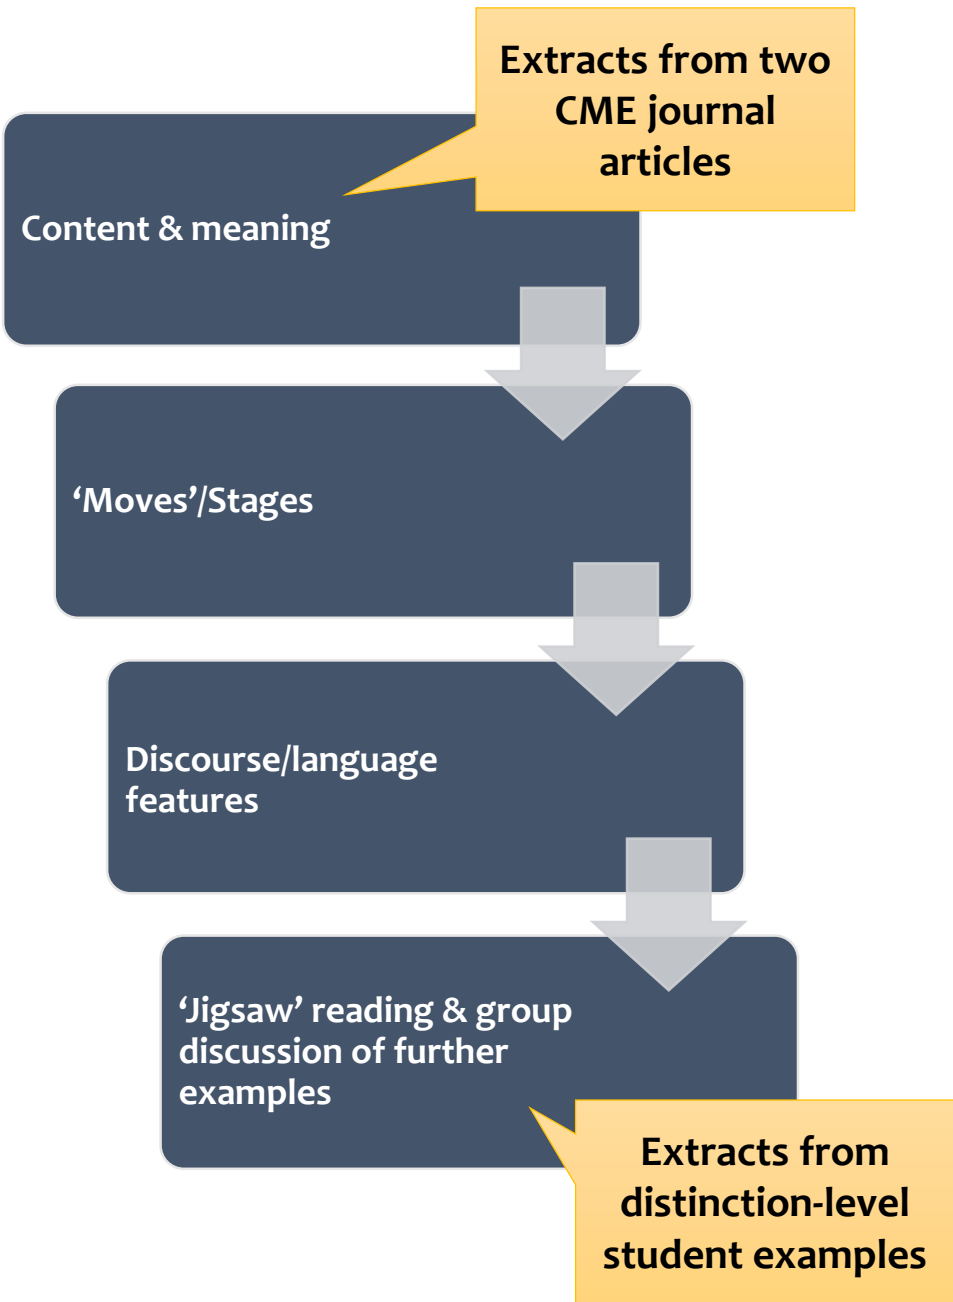 Extracts from two
CME journal
articles
Content & meaning
‘Moves’/Stages
Discourse/language
features
‘Jigsaw’ reading & group
discussion of further
examples
Extracts from
distinction-level
student examples